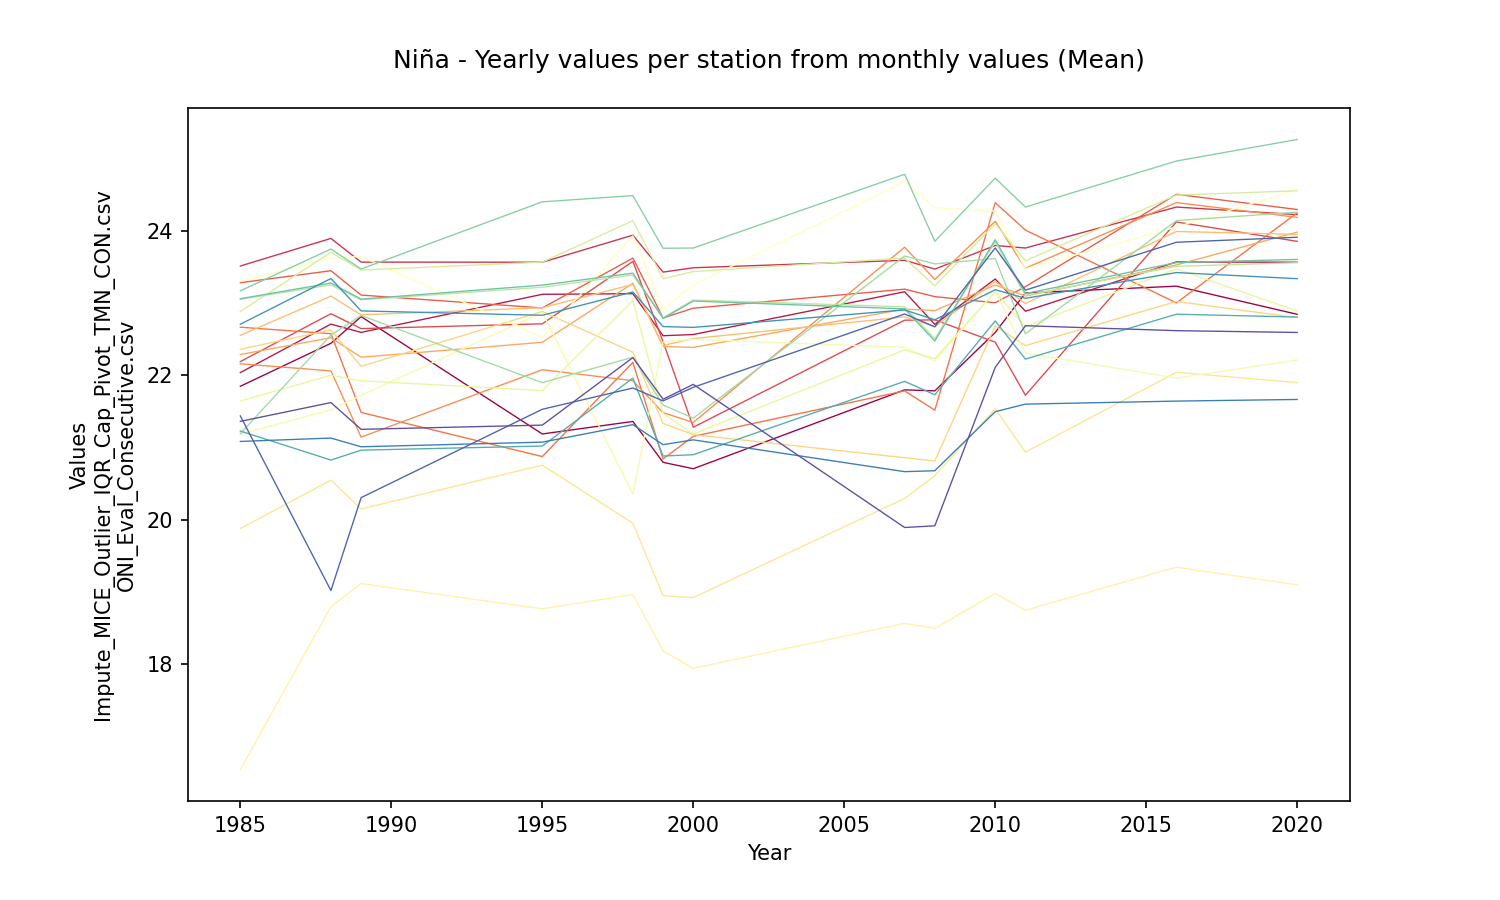 Niña - Yearly values per station from monthly values (Mean)
Values
Impute_MICE_Outlier_IQR_Cap_Pivot_TMN_CON.csv
ONI_Eval_Consecutive.csv
24
22
20
18
1985 1990 1995 2000 2005 2010 2015 2020
Year